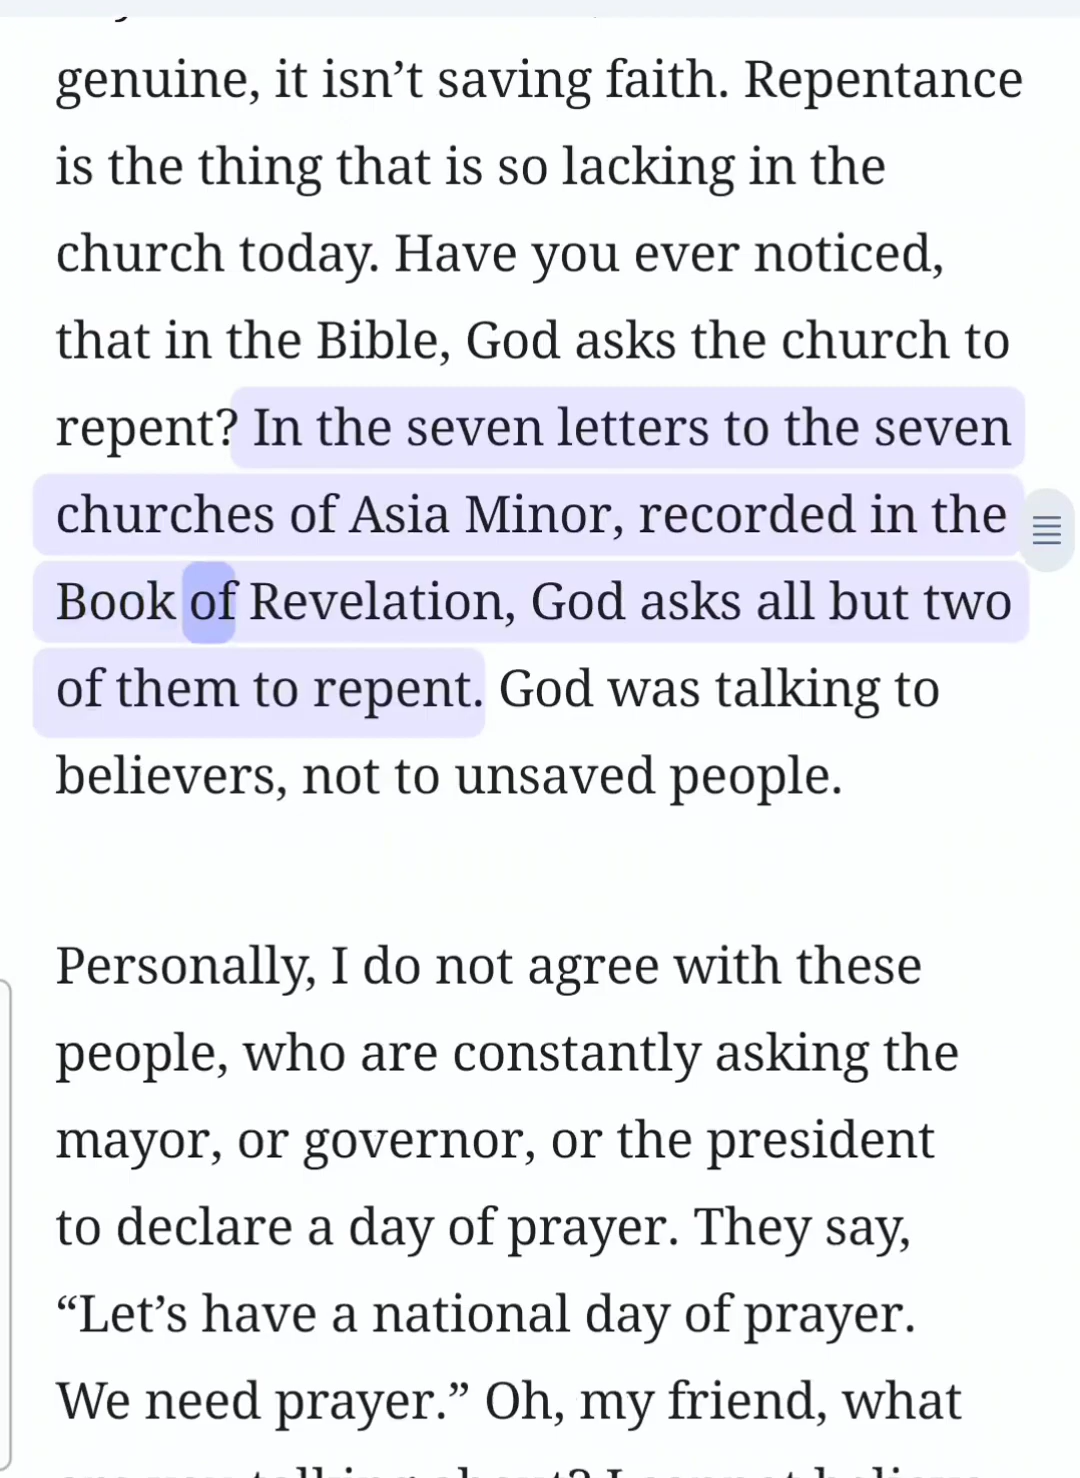 genuine, it isn’t saving faith. Repentance
is the thing that is so lacking in the
church today. Have you ever noticed,
that in the Bible, God asks the church to
repent? In the seven letters to the seven
churches of Asia Minor, recorded in the
Book of Revelation, God asks all but two
of them to repent. God was talking to
believers, not to unsaved people.
Personally, I do not agree with these
people, who are constantly asking the
mayor, or governor, or the president
to declare a day of prayer. They say,
“Let’s have a national day of prayer.
We need prayer.” Oh, my friend, what